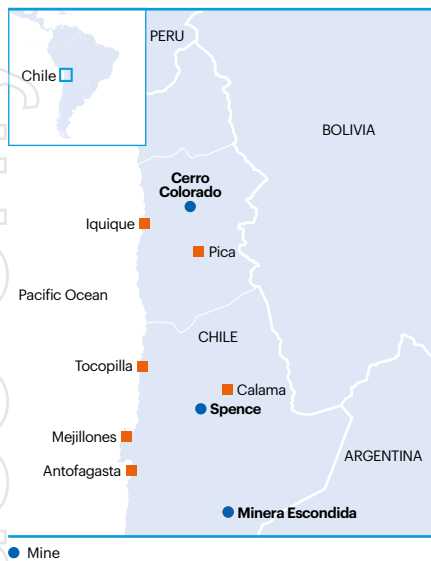 PERU
Chile
BOLIVIA
Cerro
Colorado
Iquique
Pica
Pacific Ocean
CHILE
Tocopilla
Calama
Spence
Mejillones
ARGENTINA
Antofagasta
Minera Escondida
Mine